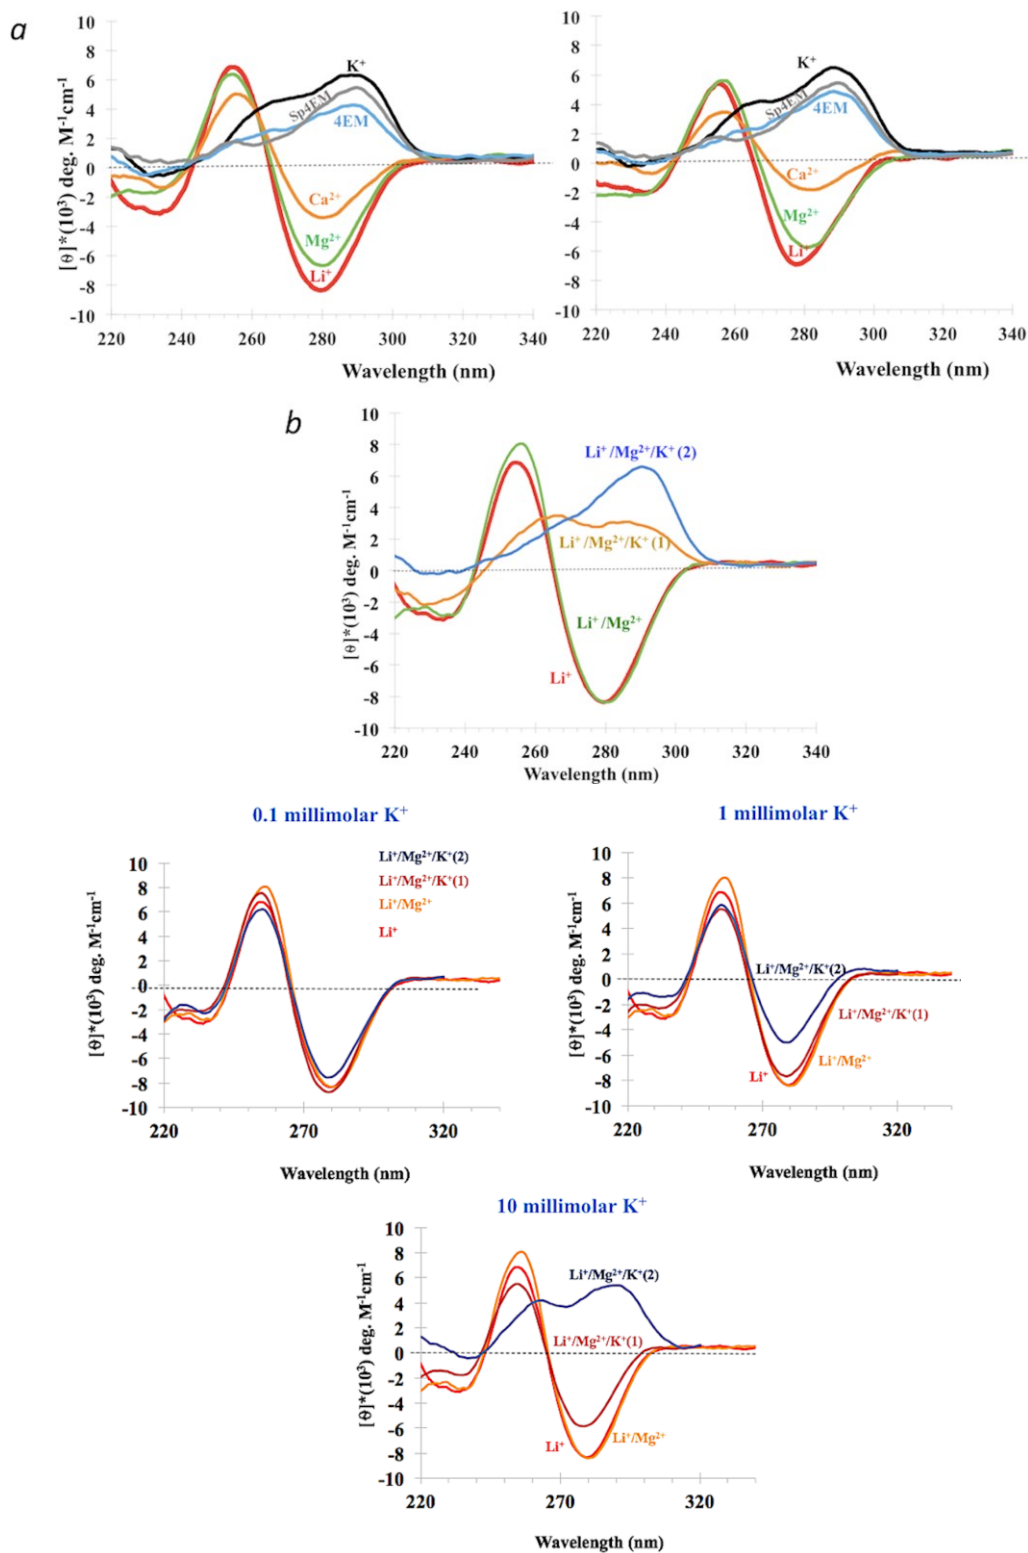 a
10
8
6
4
2
0
-2
-4
-6
-8
-10
[θ]*(10³) deg. M⁻¹cm⁻¹
K⁺
Sp4EM
4EM
Ca²⁺
Mg²⁺
Li⁺
220 240 260 280 300 320 340
Wavelength (nm)
10
8
6
4
2
0
-2
-4
-6
-8
-10
K⁺
Sp4EM
4EM
Ca²⁺
Mg²⁺
Li⁺
220 240 260 280 300 320 340
Wavelength (nm)
b
10
8
6
4
2
0
-2
-4
-6
-8
-10
[θ]*(10³) deg. M⁻¹cm⁻¹
Li⁺/Mg²⁺/K⁺(2)
Li⁺/Mg²⁺/K⁺(1)
Li⁺/Mg²⁺
Li⁺
220 240 260 280 300 320 340
Wavelength (nm)
0.1 millimolar K⁺
10
8
6
4
2
0
-2
-4
-6
-8
-10
[θ]*(10³) deg. M⁻¹cm⁻¹
Li⁺/Mg²⁺/K⁺(2)
Li⁺/Mg²⁺/K⁺(1)
Li⁺/Mg²⁺
Li⁺
220 270 320
Wavelength (nm)
1 millimolar K⁺
10
8
6
4
2
0
-2
-4
-6
-8
-10
[θ]*(10³) deg. M⁻¹cm⁻¹
Li⁺/Mg²⁺/K⁺(2)
Li⁺/Mg²⁺/K⁺(1)
Li⁺/Mg²⁺
Li⁺
220 270 320
Wavelength (nm)
10 millimolar K⁺
10
8
6
4
2
0
-2
-4
-6
-8
-10
[θ]*(10³) deg. M⁻¹cm⁻¹
Li⁺/Mg²⁺/K⁺(2)
Li⁺/Mg²⁺/K⁺(1)
Li⁺/Mg²⁺
Li⁺
220 270 320
Wavelength (nm)